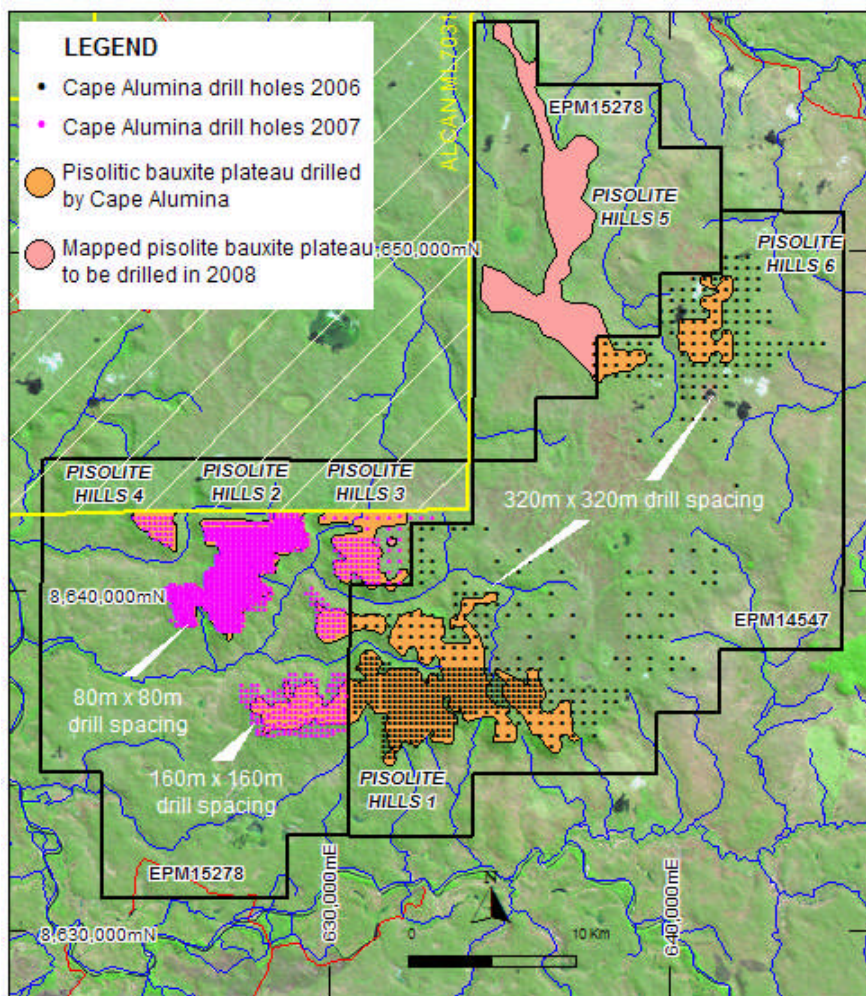 LEGEND
Cape Alumina drill holes 2006
Cape Alumina drill holes 2007
Pisolitic bauxite plateau drilled
by Cape Alumina
Mapped pisolite bauxite plateau
to be drilled in 2008
ALCAN ML7031
EPM15278
PISOLITE
HILLS 5
PISOLITE
HILLS 6
,650,000mN
PISOLITE
HILLS 4
PISOLITE
HILLS 2
PISOLITE
HILLS 3
320m x 320m drill spacing
8,640,000mN
EPM14547
80m x 80m
drill spacing
160m x 160m
drill spacing
PISOLITE
HILLS 1
EPM15278
630,000mE
640,000mE
N
8,630,000mN
0
10 Km